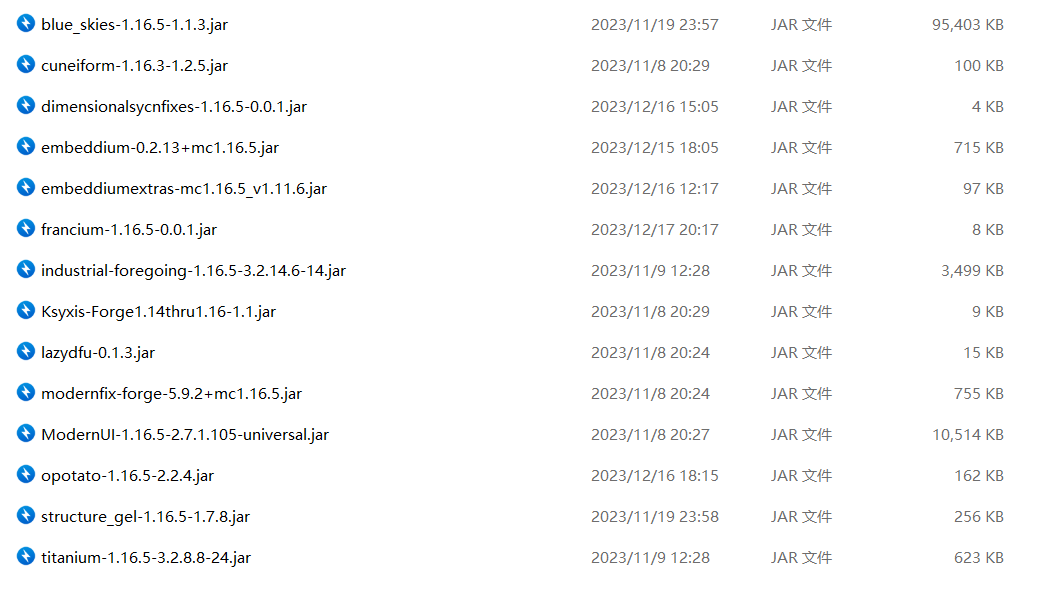 blue_skies-1.16.5-1.1.3.jar 2023/11/19 23:57 JAR 文件 95,403 KB
cuneiform-1.16.3-1.2.5.jar 2023/11/8 20:29 JAR 文件 100 KB
dimensionalsycnfixes-1.16.5-0.0.1.jar 2023/12/16 15:05 JAR 文件 4 KB
embeddium-0.2.13+mc1.16.5.jar 2023/12/15 18:05 JAR 文件 715 KB
embeddiumextras-mc1.16.5_v1.11.6.jar 2023/12/16 12:17 JAR 文件 97 KB
francium-1.16.5-0.0.1.jar 2023/12/17 20:17 JAR 文件 8 KB
industrial-foregoing-1.16.5-3.2.14.6-14.jar 2023/11/9 12:28 JAR 文件 3,499 KB
Ksyxis-Forge1.14thru1.16-1.1.jar 2023/11/8 20:29 JAR 文件 9 KB
lazydfu-0.1.3.jar 2023/11/8 20:24 JAR 文件 15 KB
modernfix-forge-5.9.2+mc1.16.5.jar 2023/11/8 20:24 JAR 文件 755 KB
ModernUI-1.16.5-2.7.1.105-universal.jar 2023/11/8 20:27 JAR 文件 10,514 KB
opotato-1.16.5-2.2.4.jar 2023/12/16 18:15 JAR 文件 162 KB
structure_gel-1.16.5-1.7.8.jar 2023/11/19 23:58 JAR 文件 256 KB
titanium-1.16.5-3.2.8.8-24.jar 2023/11/9 12:28 JAR 文件 623 KB